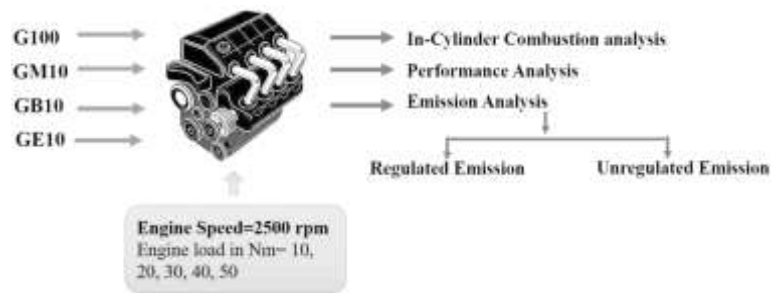 G100
GM10
GB10
GE10
In-Cylinder Combustion analysis
Performance Analysis
Emission Analysis
Regulated Emission
Unregulated Emission
Engine Speed=2500 rpm
Engine load in Nm= 10,
20, 30, 40, 50